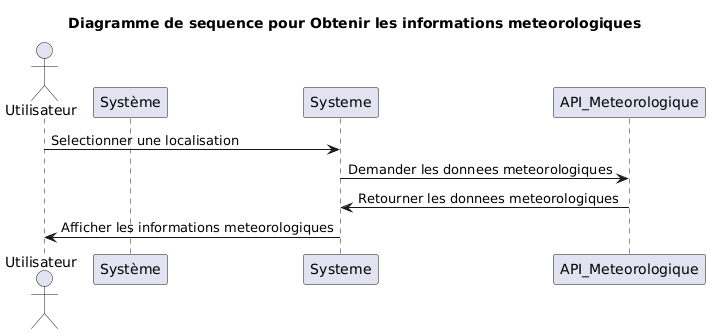 Diagramme de sequence pour Obtenir les informations meteorologiques
Utilisateur
Système
Systeme
API_Meteorologique
Selectionner une localisation
Demander les donnees meteorologiques
Retourner les donnees meteorologiques
Afficher les informations meteorologiques
Utilisateur
Système
Systeme
API_Meteorologique